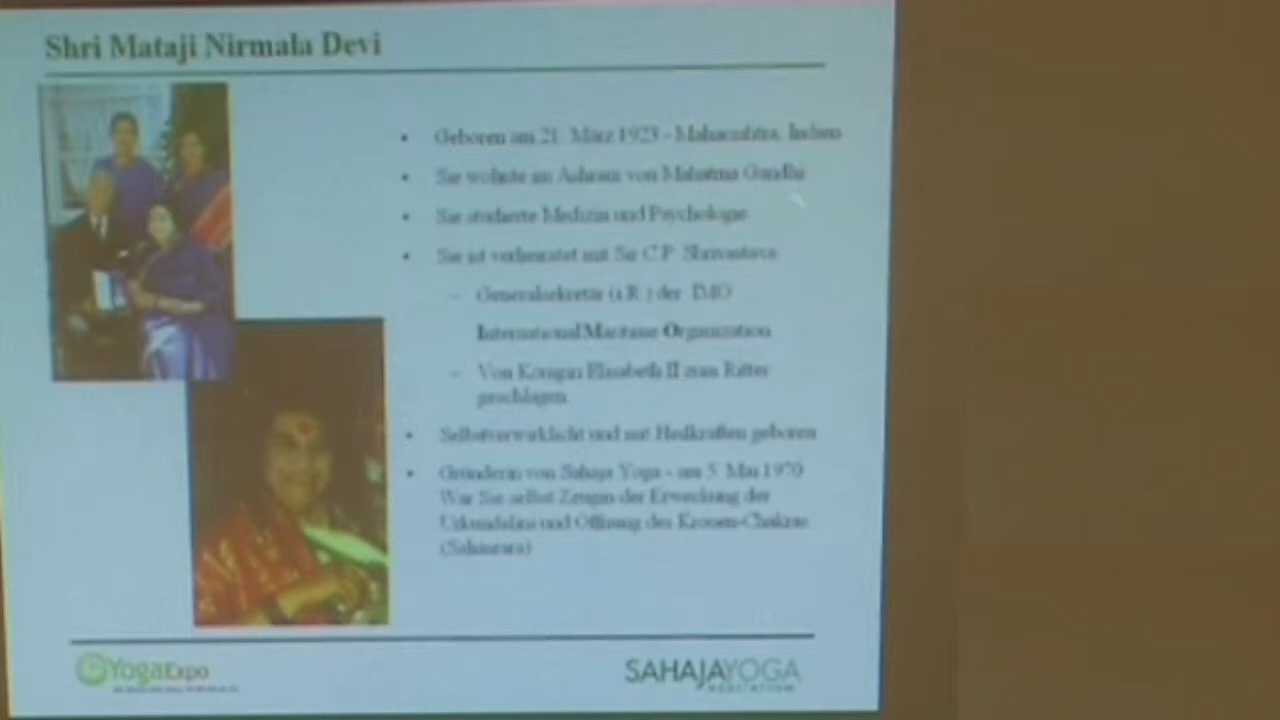 Shri Mataji Nirmala Devi
• Geboren am 21. März 1923 - Maharashtra, Indien
• Sie wohnte im Ashram von Mahatma Gandhi
• Sie studierte Medizin und Psychologie
• Sie ist verheiratet mit Sir C.P. Shrivastava
– Generalsekretär (i.R.) der IMO
International Maritime Organization
– Von Königin Elisabeth II zum Ritter
geschlagen
• Selbstverwirklicht und mit Heilkräften geboren
• Gründerin von Sahaja Yoga - am 5. Mai 1970
War Sie selbst Zeugin der Erweckung der
Urkundalini und Öffnung des Kronen-Chakras
(Sahasrara)
YogaExpo
SAHAJAYOGA
MEDITATION